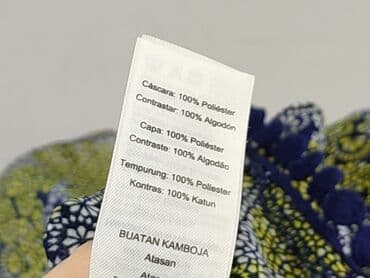 Cáscara: 100% Poliéster
Contrastar: 100% Algodón
Capa: 100% Poliéster
Contraste: 100% Algodão
Tempurung: 100% Poliester
Kontras: 100% Katun
BUATAN KAMBOJA
Atasan